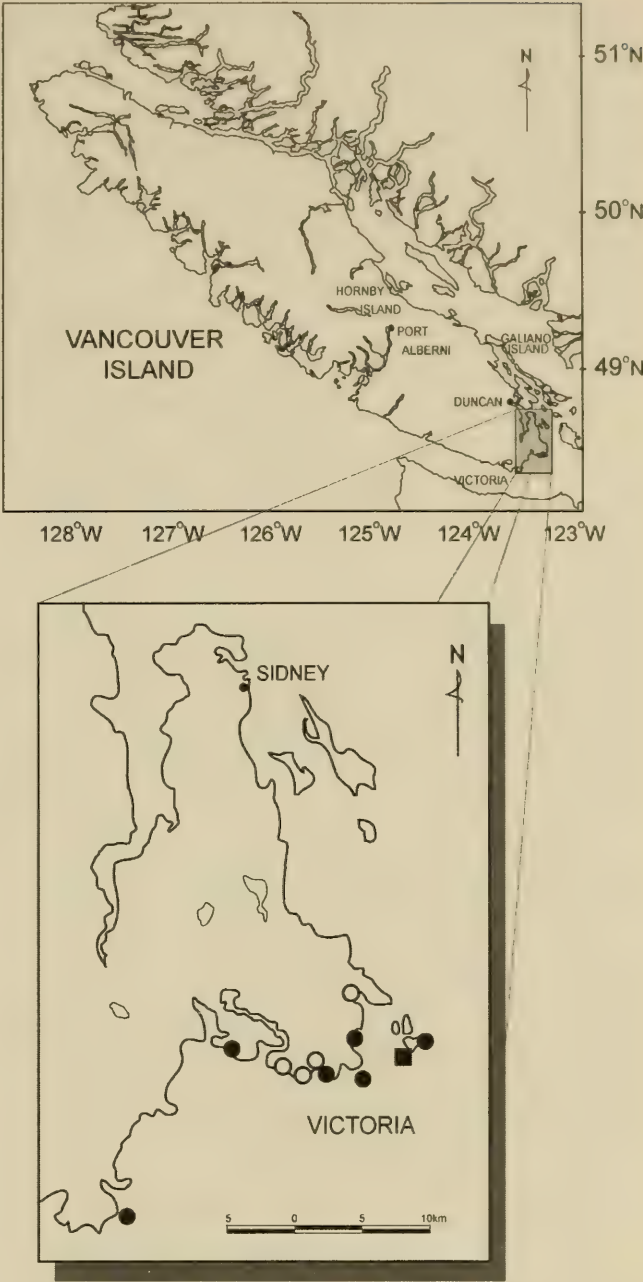 N
51°N
50°N
HORNBY
ISLAND
PORT
ALBERNI
GALIANO
ISLAND
VANCOUVER
ISLAND
49°N
DUNCAN
VICTORIA
128°W 127°W 126°W 125°W 124°W 123°W
SIDNEY
N
VICTORIA
5 0 5 10km